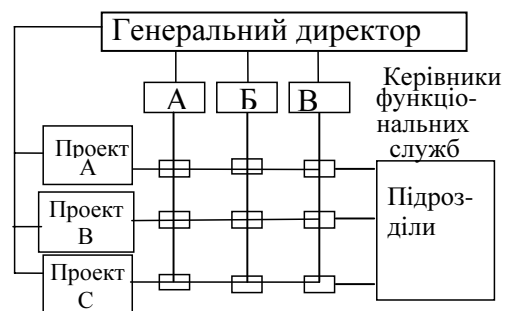 Генеральний директор
А
Б
В
Керівники
функціо-
нальних
служб
Проект
А
Проект
В
Проект
С
Підроз-
діли